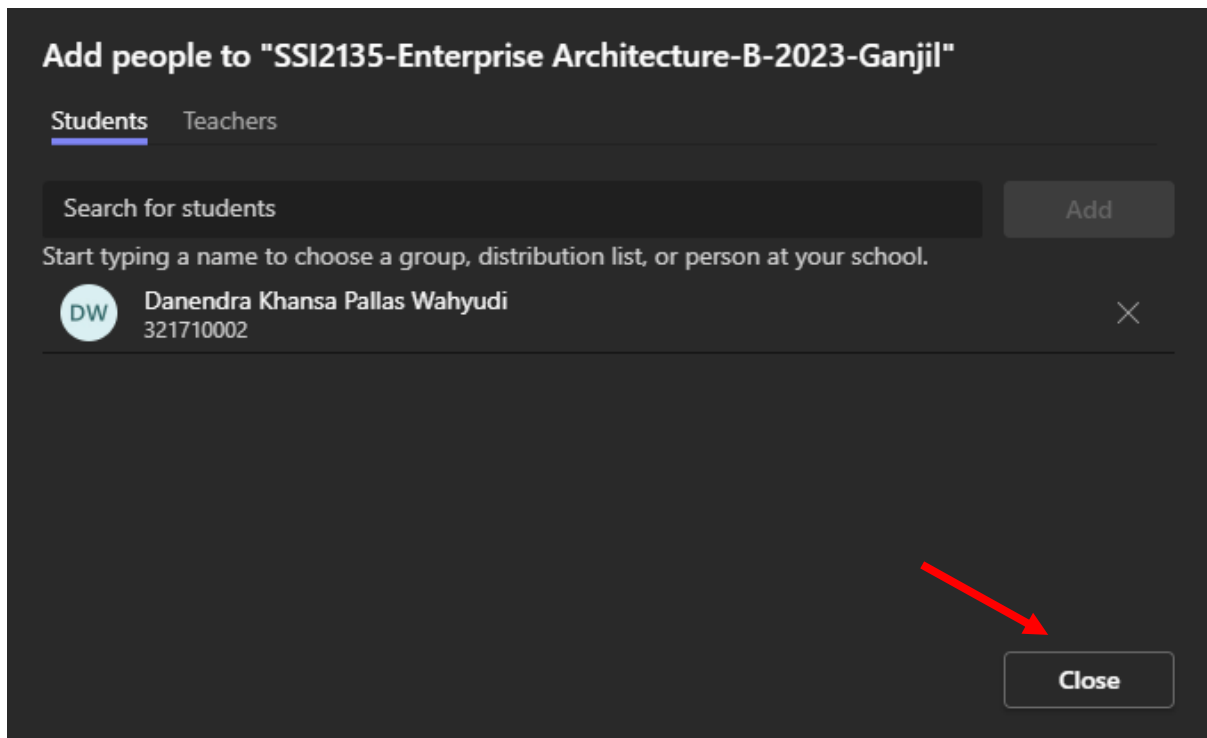 Add people to "SSI2135-Enterprise Architecture-B-2023-Ganjil"
Students Teachers
Search for students Add
Start typing a name to choose a group, distribution list, or person at your school.
DW Danendra Khansa Pallas Wahyudi
321710002
Close